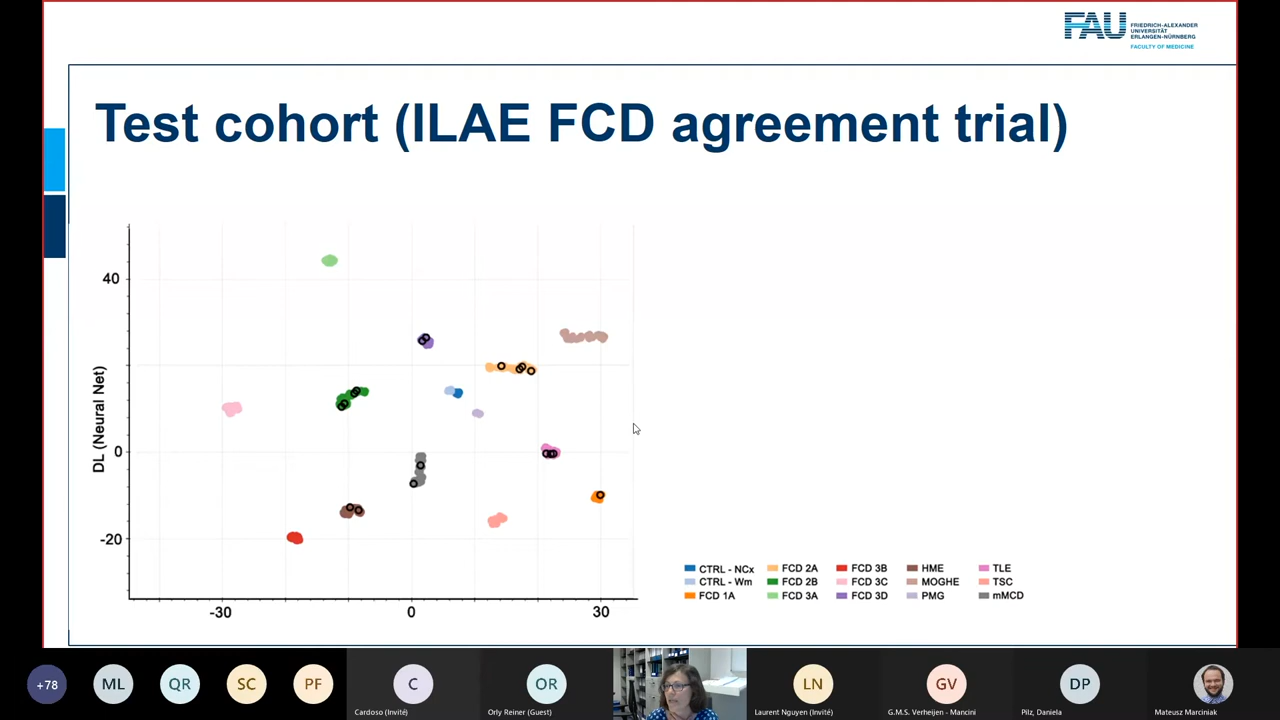 FAU
FRIEDRICH-ALEXANDER
UNIVERSITÄT
ERLANGEN-NÜRNBERG
FACULTY OF MEDICINE
Test cohort (ILAE FCD agreement trial)
DL (Neural Net)
40
0
-20
-30
0
30
CTRL - NCx
FCD 2A
FCD 3B
HME
TLE
CTRL - Wm
FCD 2B
FCD 3C
MOGHE
TSC
FCD 1A
FCD 3A
FCD 3D
PMG
mMCD
+78
ML
QR
SC
PF
C
OR
LN
GV
DP
Cardoso (Invité)
Orly Reiner (Guest)
Laurent Nguyen (Invité)
G.M.S. Verheijen - Mancini
Pilz, Daniela
Mateusz Marciniak